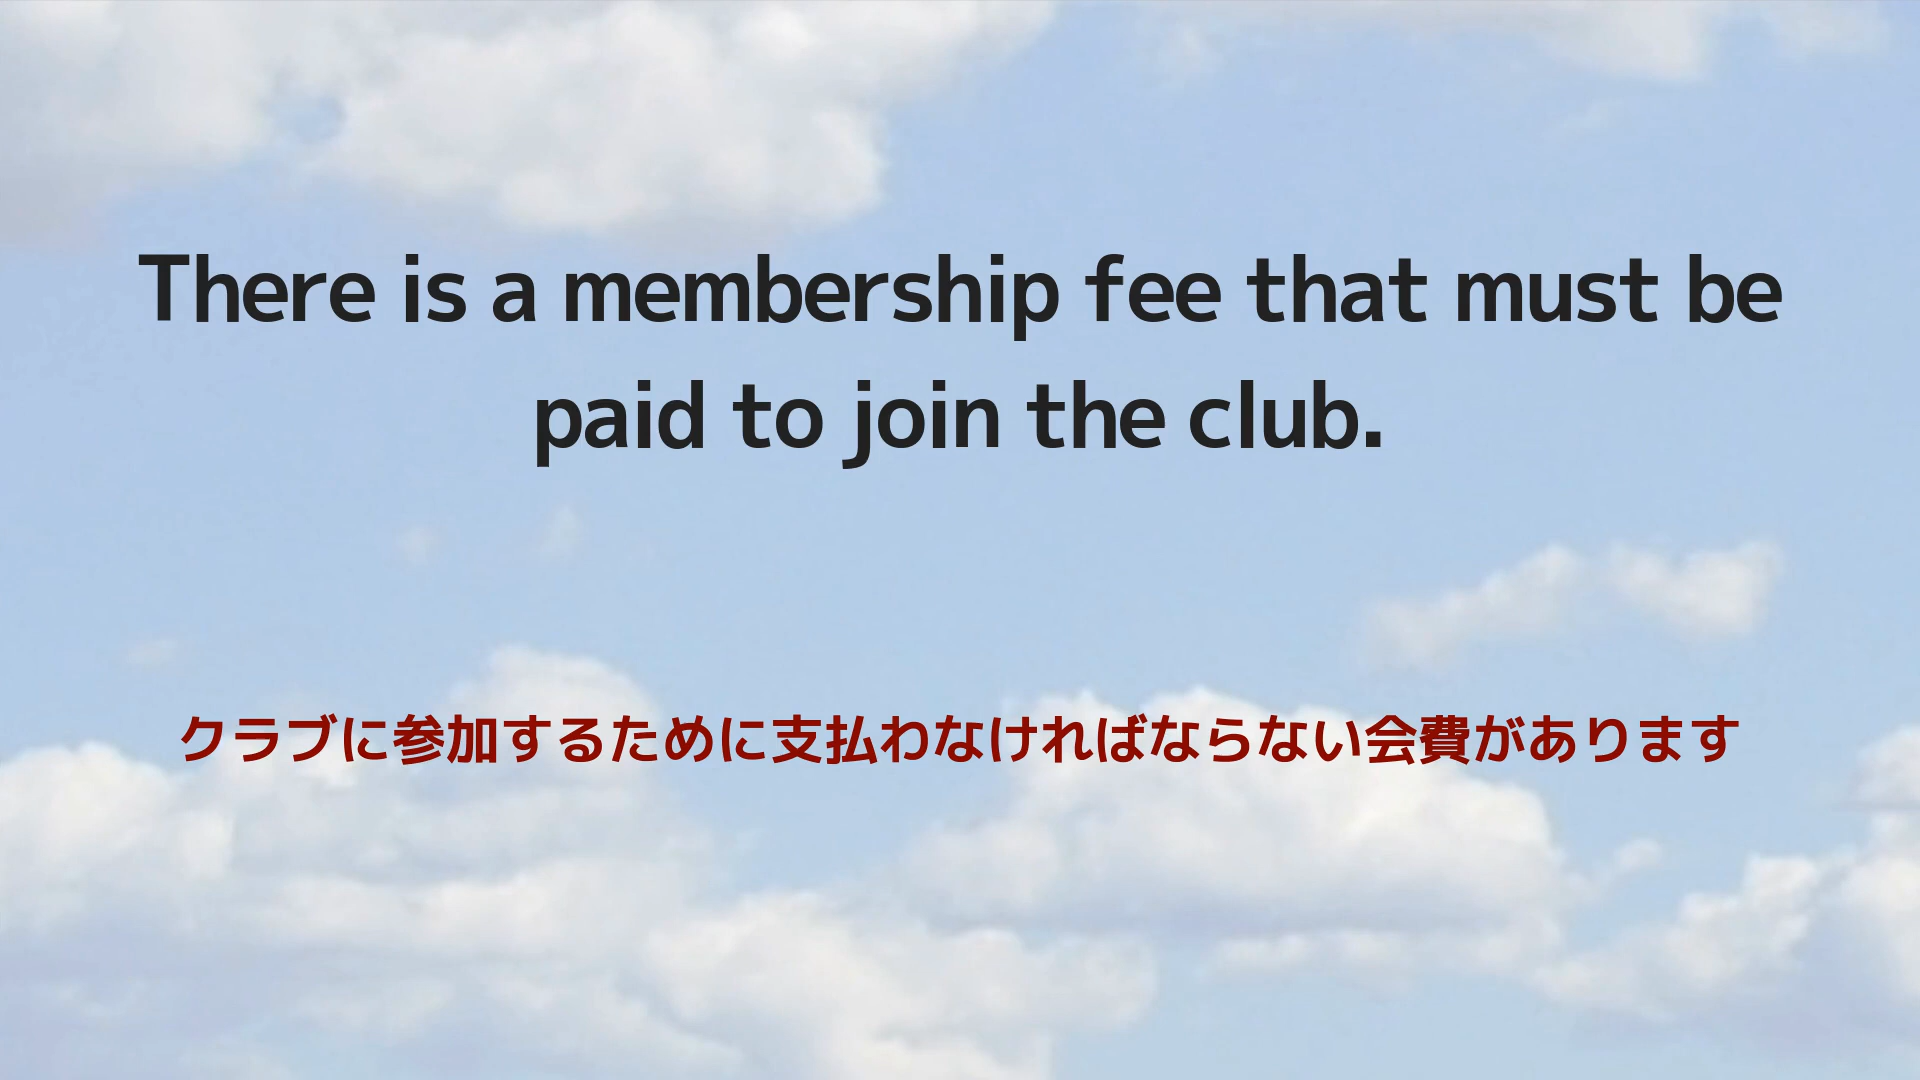 There is a membership fee that must be
paid to join the club.
クラブに参加するために支払わなければならない会費があります